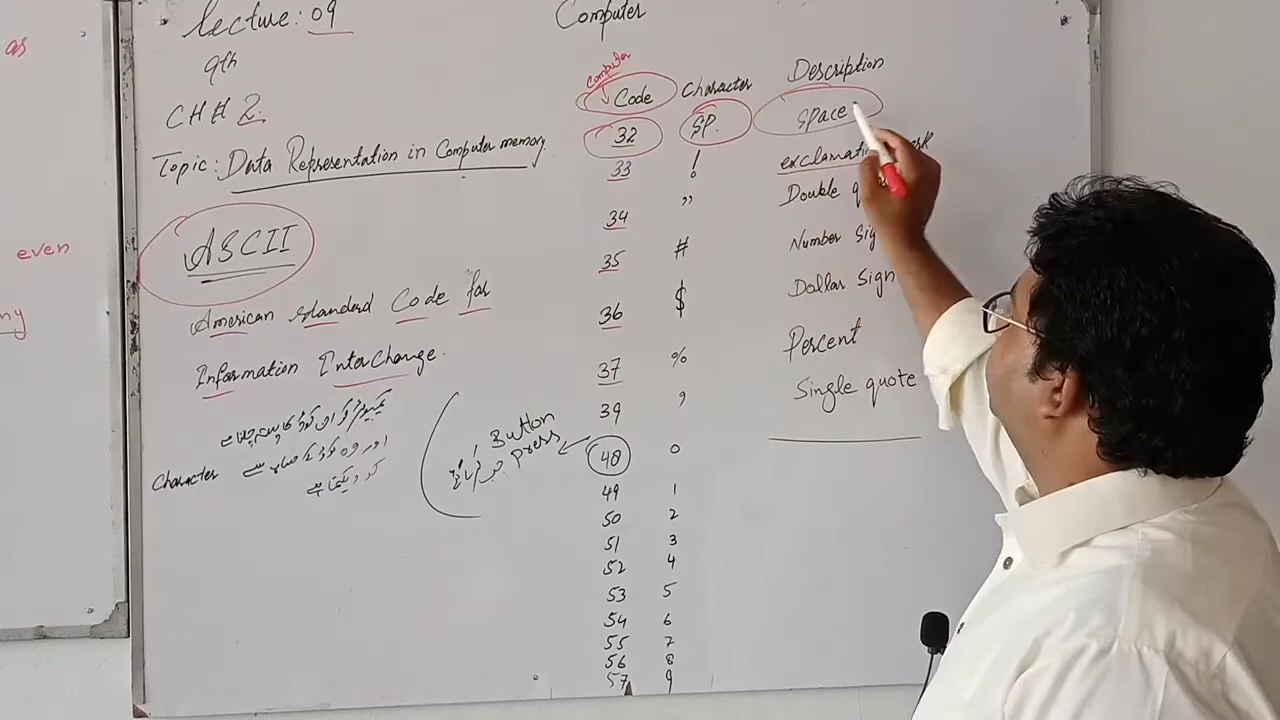 as
even
ny
lecture: 09
9th
CH# 2.
Topic: Data Representation in Computer memory.
ASCII
American standard Code for
Information Interchange.
Character
Button
press
Computer
Computer
Code Character Description
32 SP. space
33 ! exclamation
34 " Double
35 # Number Sig
36 $ Dollar Sign
37 % Percent
39 ' Single quote
48 0
49 1
50 2
51 3
52 4
53 5
54 6
55 7
56 8
57 9